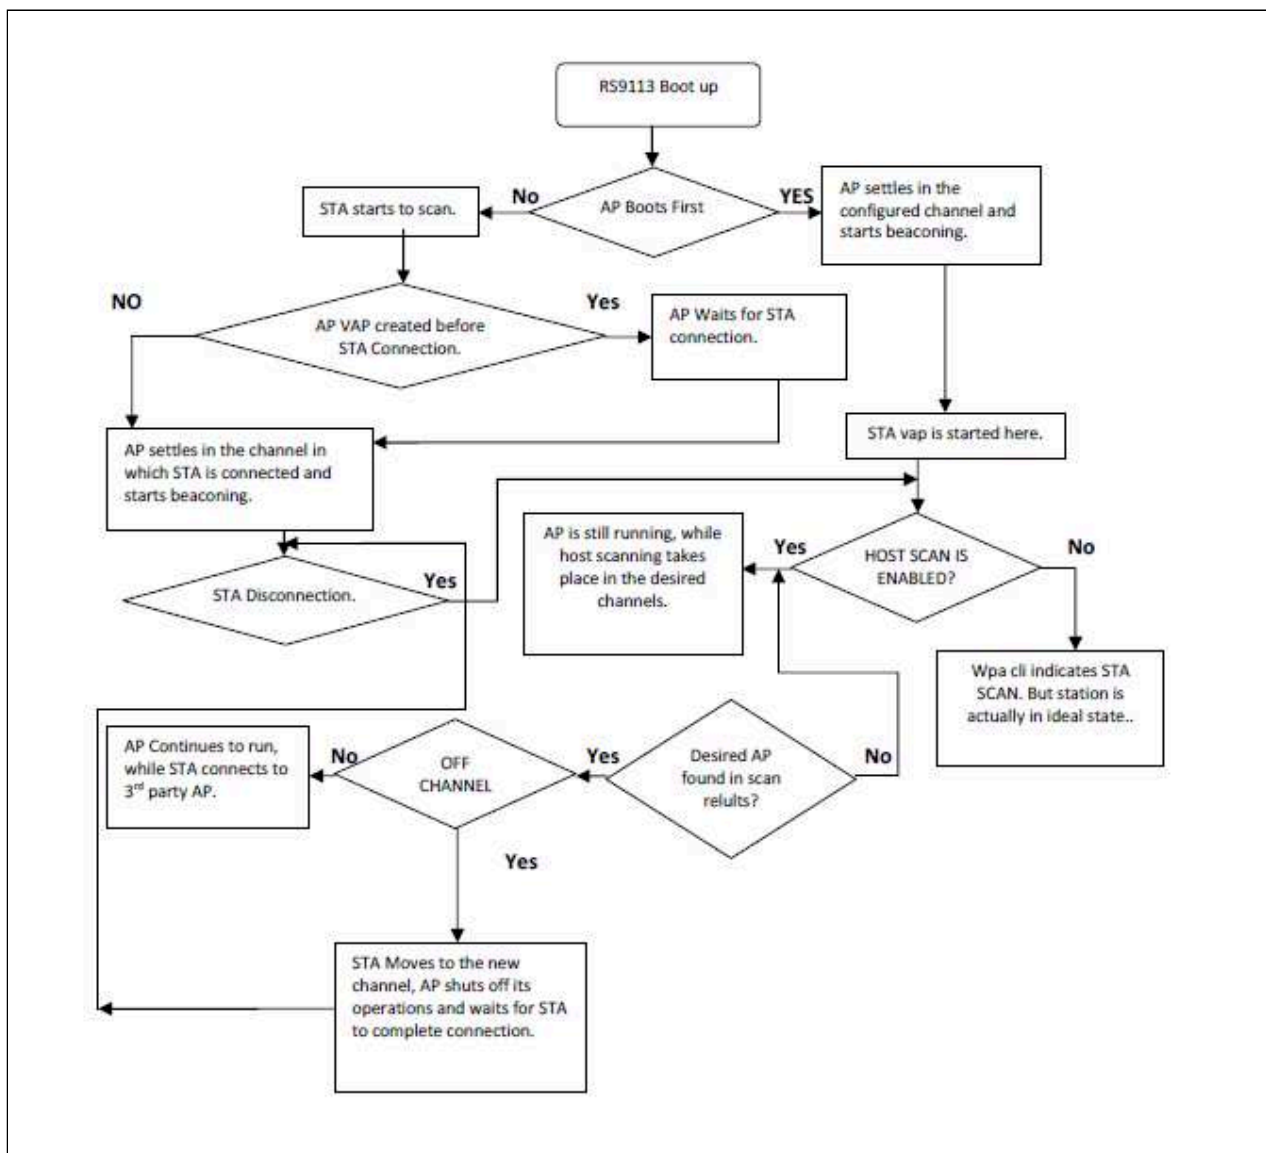 RS9113 Boot up
AP Boots First
No
YES
STA starts to scan.
AP settles in the
configured channel and
starts beaconing.
NO
Yes
AP VAP created before
STA Connection.
AP Waits for STA
connection.
AP settles in the channel in
which STA is connected and
starts beaconing.
STA vap is started here.
AP is still running, while
host scanning takes
place in the desired
channels.
Yes
HOST SCAN IS
ENABLED?
No
STA Disconnection.
Yes
Wpa cli indicates STA
SCAN. But station is
actually in ideal state..
AP Continues to run,
while STA connects to
3rd party AP.
No
OFF
CHANNEL
Yes
Desired AP
found in scan
relults?
No
Yes
STA Moves to the new
channel, AP shuts off its
operations and waits for STA
to complete connection.